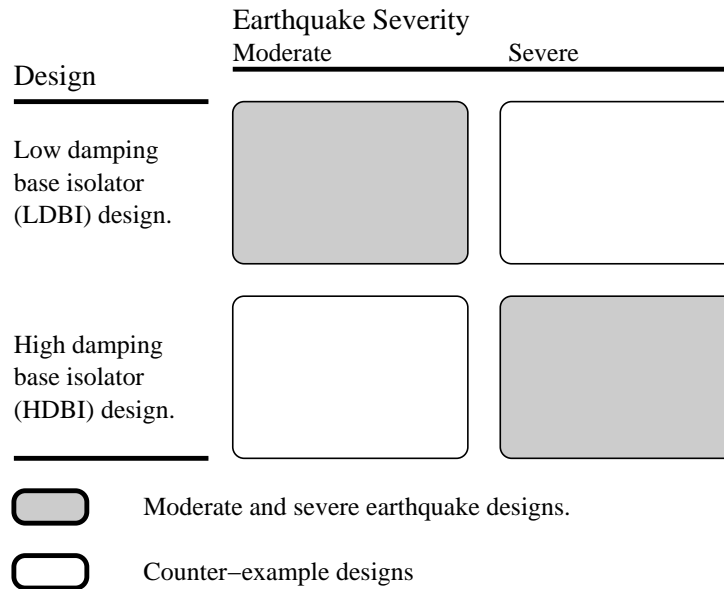 Earthquake Severity
Moderate Severe
Design
Low damping
base isolator
(LDBI) design.
High damping
base isolator
(HDBI) design.
Moderate and severe earthquake designs.
Counter−example designs